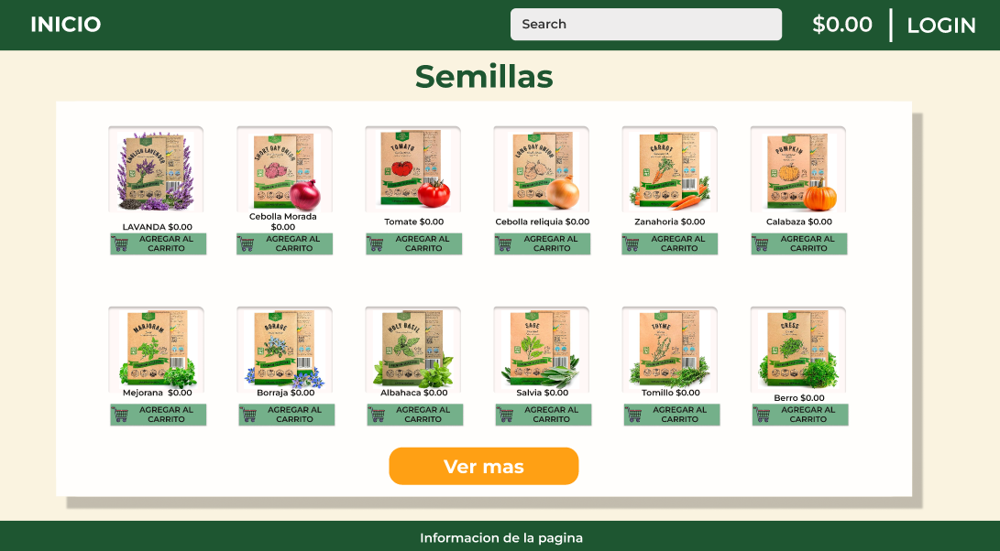 INICIO
Search
$0.00
LOGIN
Semillas
ENGLISH LAVENDER
SHORT DAY ONION
TOMATO
LONG DAY ONION
CARROT
PUMPKIN
LAVANDA $0.00
Cebolla Morada
$0.00
Tomate $0.00
Cebolla reliquia $0.00
Zanahoria $0.00
Calabaza $0.00
AGREGAR AL
CARRITO
AGREGAR AL
CARRITO
AGREGAR AL
CARRITO
AGREGAR AL
CARRITO
AGREGAR AL
CARRITO
AGREGAR AL
CARRITO
MARJORAM
BORAGE
HOLY BASIL
SAGE
THYME
CRESS
Mejorana $0.00
Borraja $0.00
Albahaca $0.00
Salvia $0.00
Tomillo $0.00
Berro $0.00
AGREGAR AL
CARRITO
AGREGAR AL
CARRITO
AGREGAR AL
CARRITO
AGREGAR AL
CARRITO
AGREGAR AL
CARRITO
AGREGAR AL
CARRITO
Ver mas
Informacion de la pagina